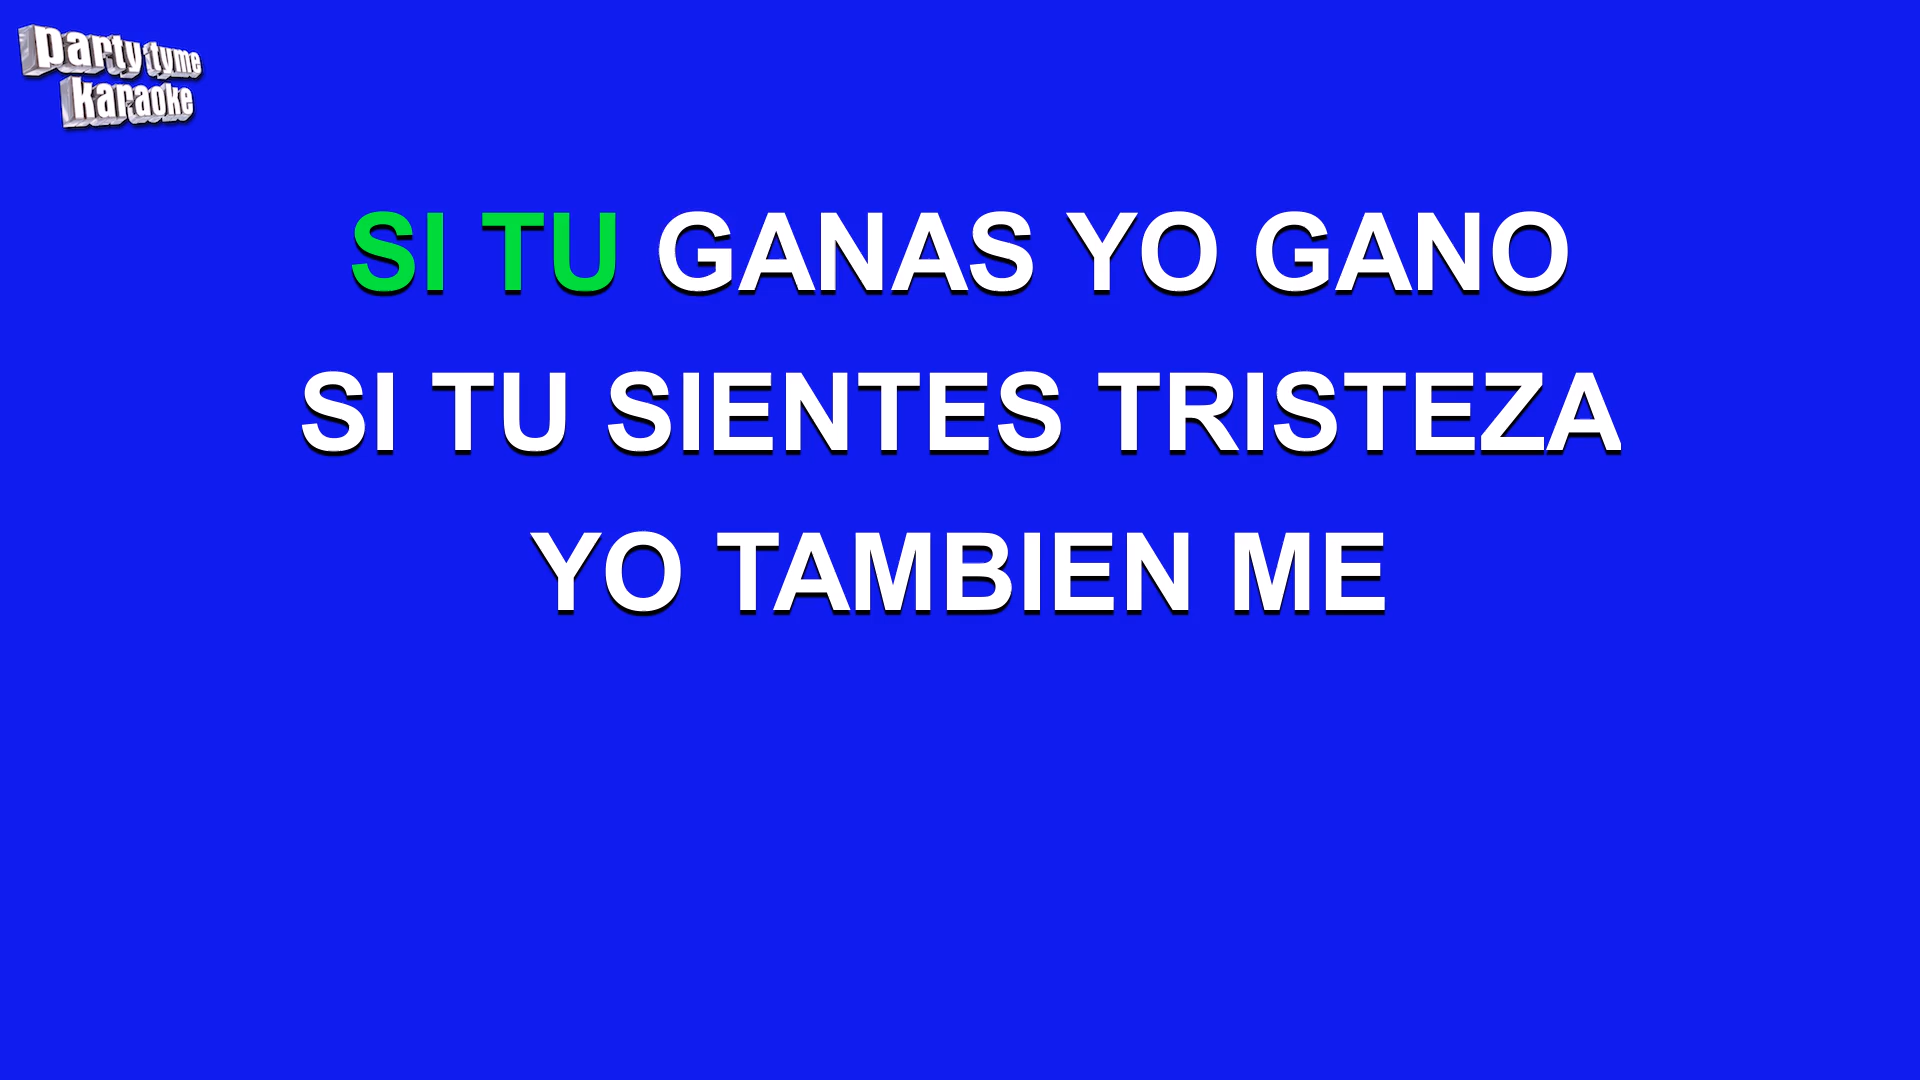 party tyme
karaoke
SI TU GANAS YO GANO
SI TU SIENTES TRISTEZA
YO TAMBIEN ME